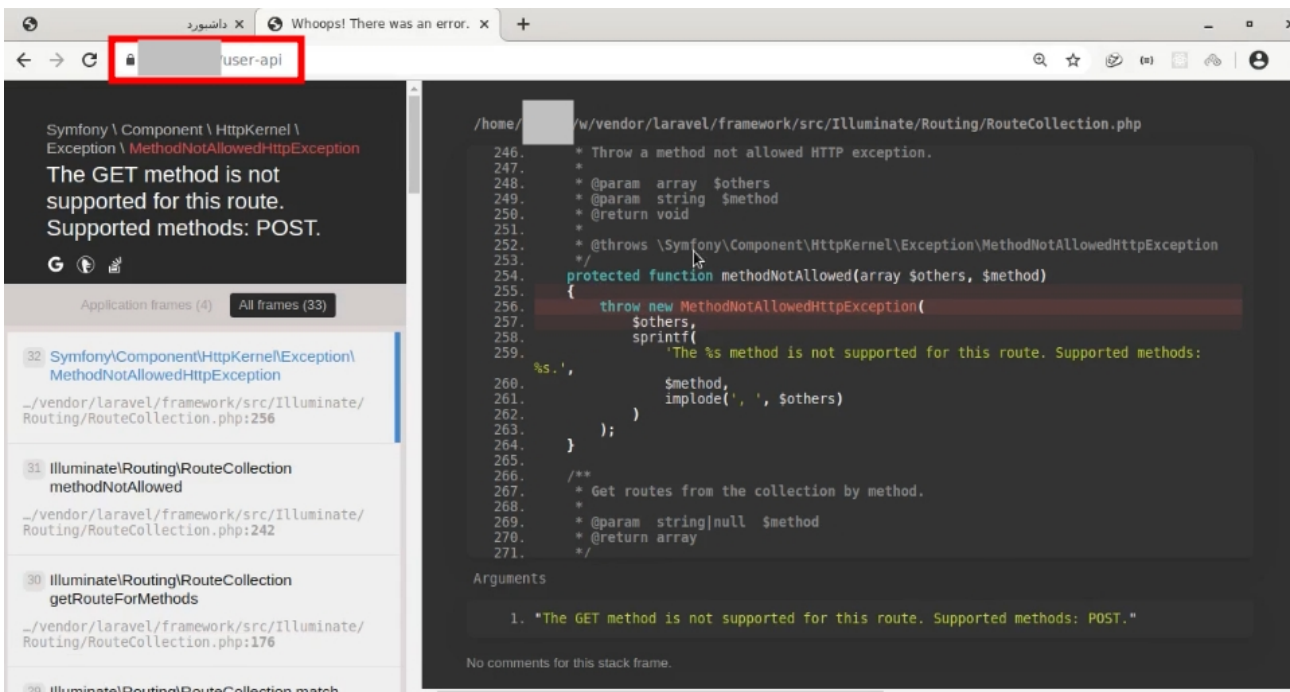 داشبورد
Whoops! There was an error.
/user-api
Symfony \ Component \ HttpKernel \
Exception \ MethodNotAllowedHttpException
The GET method is not
supported for this route.
Supported methods: POST.
Application frames (4) All frames (33)
32 Symfony\Component\HttpKernel\Exception\
MethodNotAllowedHttpException
…/vendor/laravel/framework/src/Illuminate/
Routing/RouteCollection.php:256
31 Illuminate\Routing\RouteCollection
methodNotAllowed
…/vendor/laravel/framework/src/Illuminate/
Routing/RouteCollection.php:242
30 Illuminate\Routing\RouteCollection
getRouteForMethods
…/vendor/laravel/framework/src/Illuminate/
Routing/RouteCollection.php:176
29 Illuminate\Routing\RouteCollection match
/home/ /w/vendor/laravel/framework/src/Illuminate/Routing/RouteCollection.php
246. * Throw a method not allowed HTTP exception.
247. *
248. * @param array $others
249. * @param string $method
250. * @return void
251. *
252. * @throws \Symfony\Component\HttpKernel\Exception\MethodNotAllowedHttpException
253. */
254. protected function methodNotAllowed(array $others, $method)
255. {
256. throw new MethodNotAllowedHttpException(
257. $others,
258. sprintf(
259. 'The %s method is not supported for this route. Supported methods:
%s.',
260. $method,
261. implode(', ', $others)
262. )
263. );
264. }
265.
266. /**
267. * Get routes from the collection by method.
268. *
269. * @param string|null $method
270. * @return array
271. */
Arguments
1. "The GET method is not supported for this route. Supported methods: POST."
No comments for this stack frame.